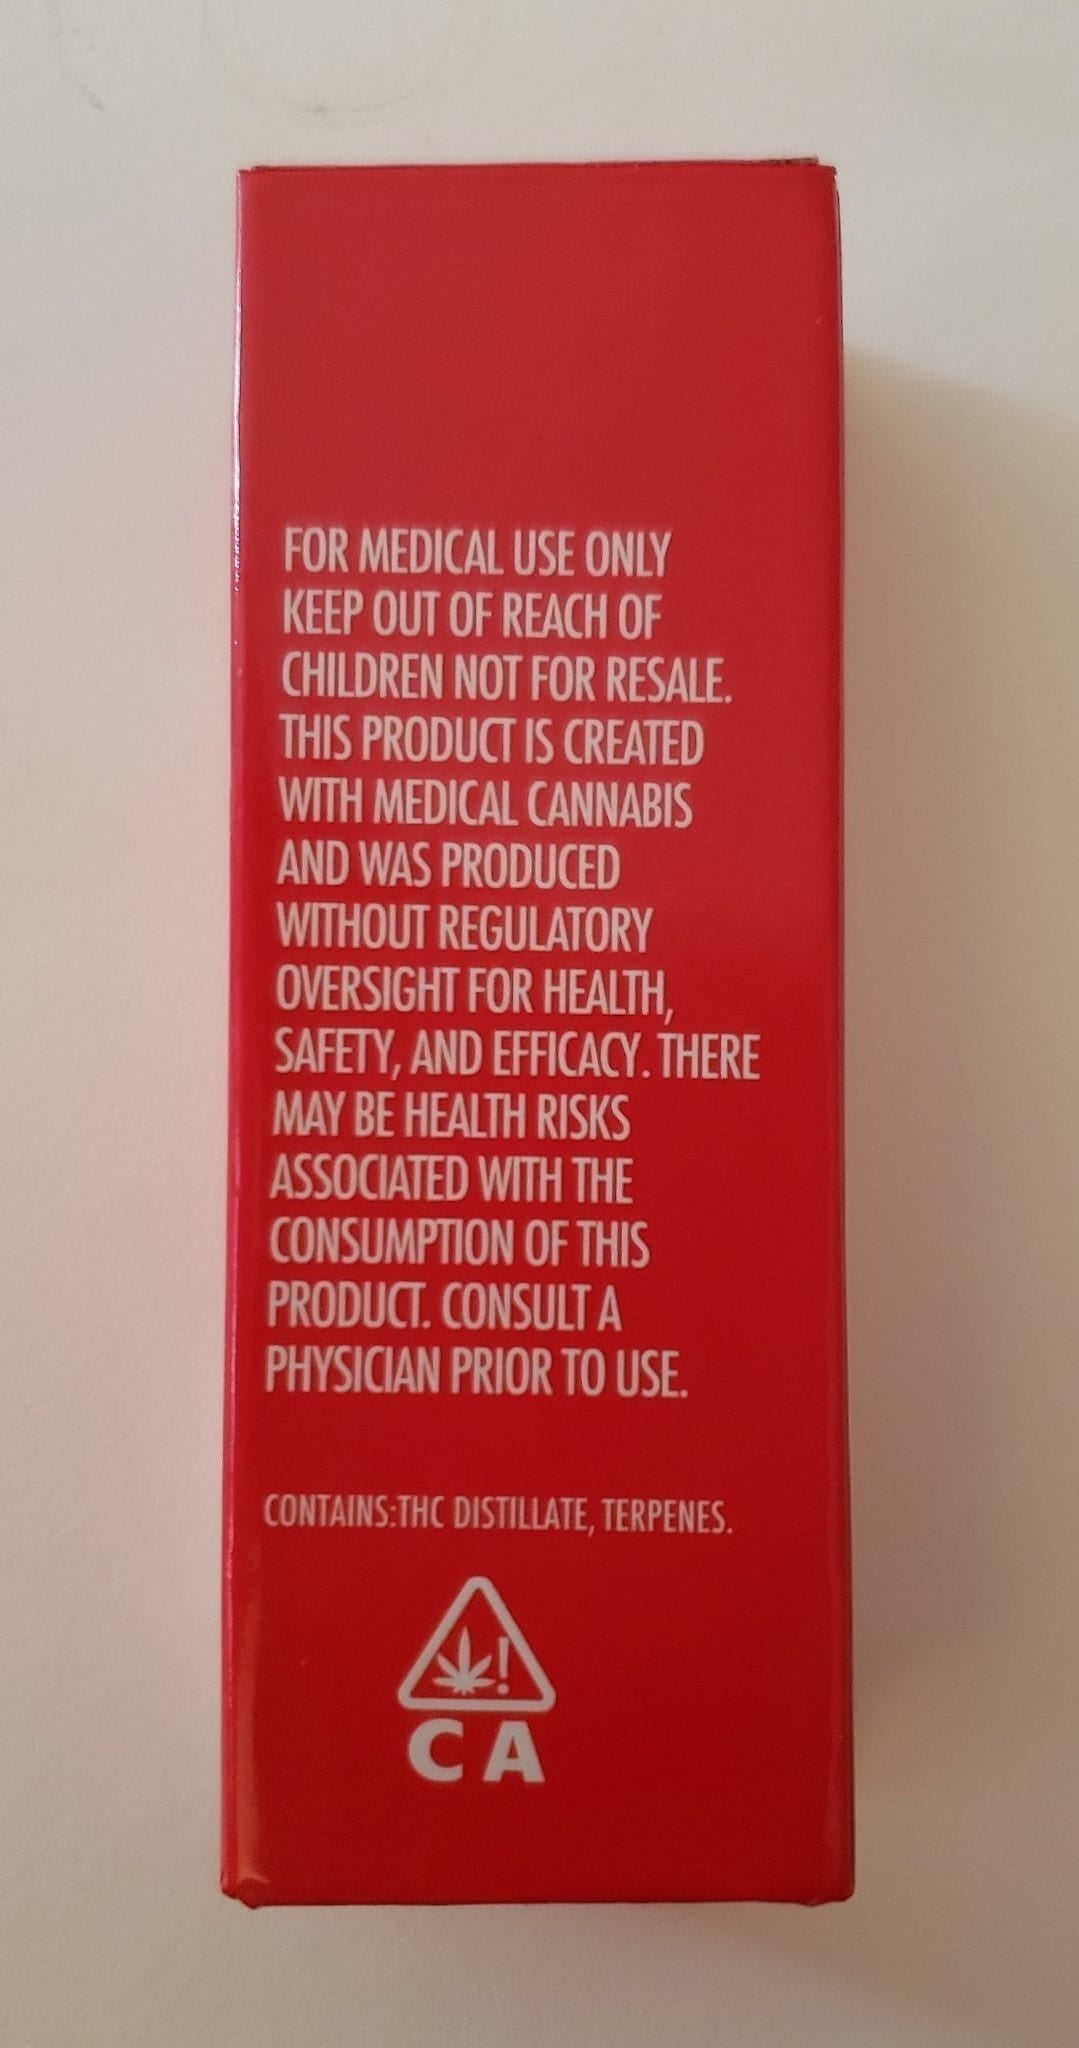 FOR MEDICAL USE ONLY
KEEP OUT OF REACH OF
CHILDREN NOT FOR RESALE.
THIS PRODUCT IS CREATED
WITH MEDICAL CANNABIS
AND WAS PRODUCED
WITHOUT REGULATORY
OVERSIGHT FOR HEALTH,
SAFETY, AND EFFICACY. THERE
MAY BE HEALTH RISKS
ASSOCIATED WITH THE
CONSUMPTION OF THIS
PRODUCT. CONSULT A
PHYSICIAN PRIOR TO USE.
CONTAINS:THC DISTILLATE, TERPENES.
!
CA